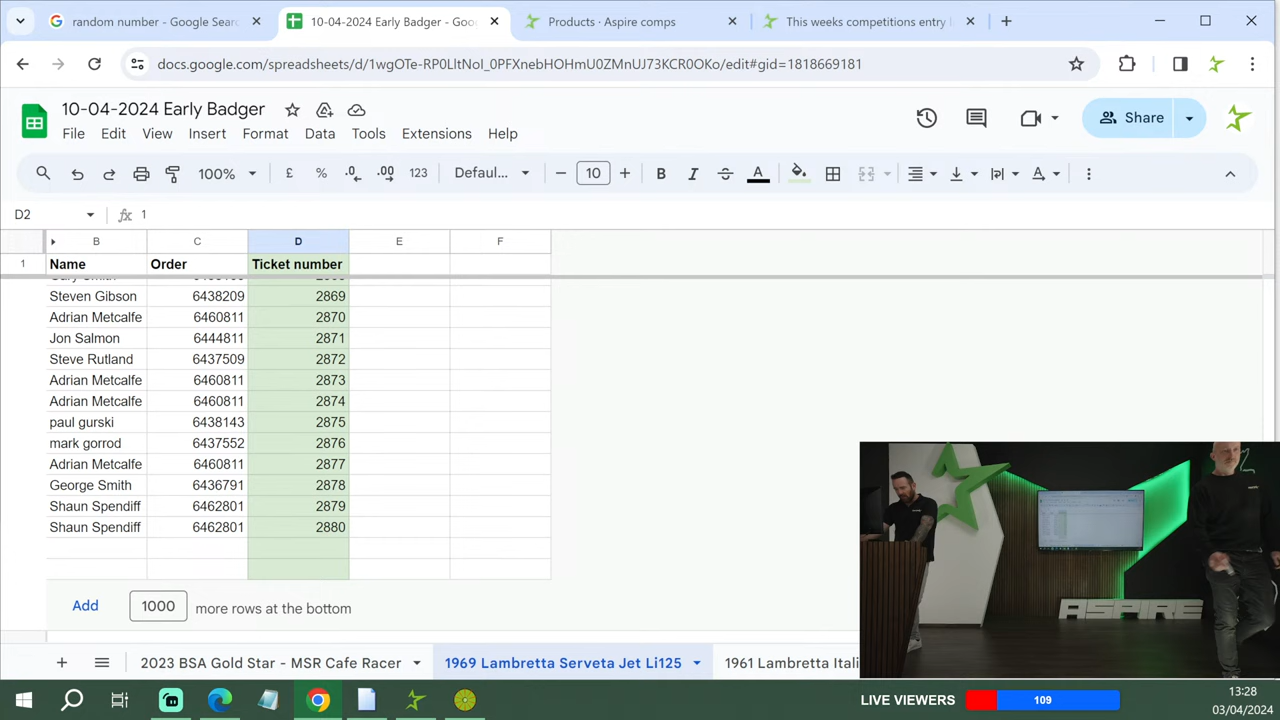 random number - Google Sear
10-04-2024 Early Badger - Goo
Products · Aspire comps
This weeks competitions entry
docs.google.com/spreadsheets/d/1wgOTe-RP0LltNol_0PFXnebHOHmU0ZMnUJ73KCR0OKo/edit#gid=1818669181
10-04-2024 Early Badger
File Edit View Insert Format Data Tools Extensions Help
Share
100% £ % .0 .00 123 Defaul... 10 B I A
D2 fx 1
B C D E F
1 Name Order Ticket number
Steven Gibson 6438209 2869
Adrian Metcalfe 6460811 2870
Jon Salmon 6444811 2871
Steve Rutland 6437509 2872
Adrian Metcalfe 6460811 2873
Adrian Metcalfe 6460811 2874
paul gurski 6438143 2875
mark gorrod 6437552 2876
Adrian Metcalfe 6460811 2877
George Smith 6436791 2878
Shaun Spendiff 6462801 2879
Shaun Spendiff 6462801 2880
Add 1000 more rows at the bottom
ASPIRE
2023 BSA Gold Star - MSR Cafe Racer
1969 Lambretta Serveta Jet Li125
1961 Lambretta Itali
LIVE VIEWERS 109
13:28
03/04/2024